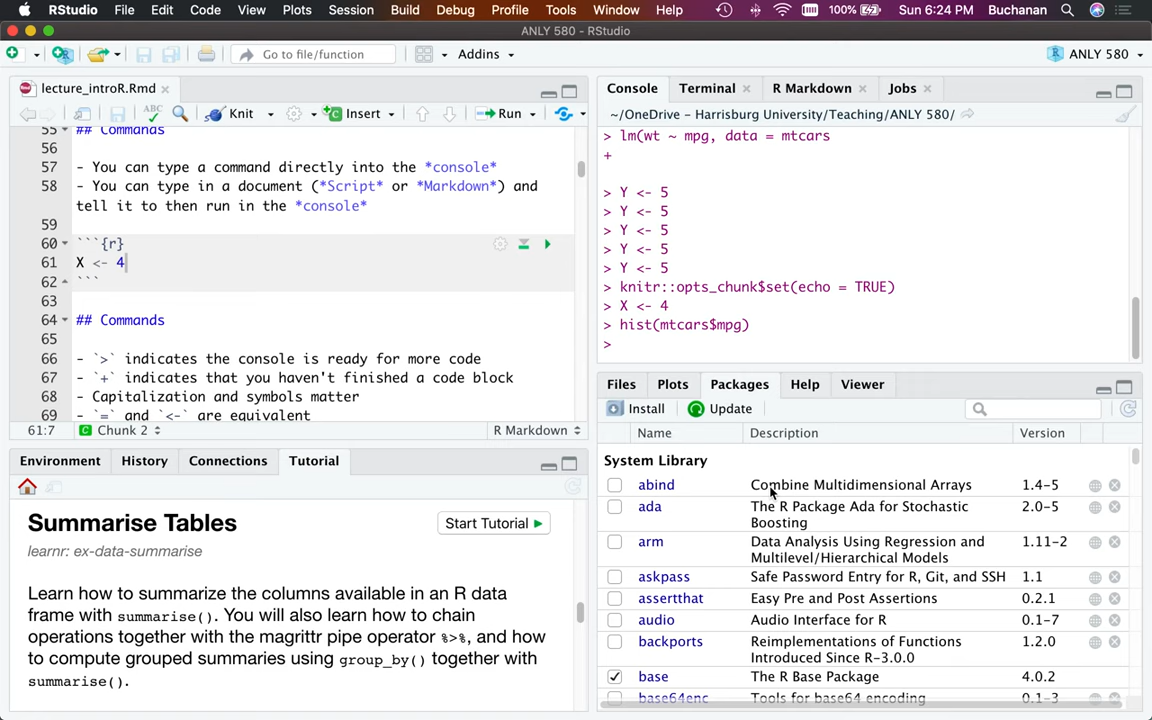 RStudio File Edit Code View Plots Session Build Debug Profile Tools Window Help 100% Sun 6:24 PM Buchanan
ANLY 580 - RStudio
Go to file/function Addins ANLY 580
lecture_introR.Rmd
ABC Knit Insert Run
55 ## Commands
56
57 - You can type a command directly into the *console*
58 - You can type in a document (*Script* or *Markdown*) and
tell it to then run in the *console*
59
60 ```{r}
61 X <- 4
62 ```
63
64 ## Commands
65
66 - `>` indicates the console is ready for more code
67 - `+` indicates that you haven't finished a code block
68 - Capitalization and symbols matter
69 - `=` and `<-` are equivalent
61:7 Chunk 2 R Markdown
Environment History Connections Tutorial
Summarise Tables
Start Tutorial
learnr: ex-data-summarise
Learn how to summarize the columns available in an R data
frame with summarise(). You will also learn how to chain
operations together with the magrittr pipe operator %>%, and how
to compute grouped summaries using group_by() together with
summarise().
Console Terminal R Markdown Jobs
~/OneDrive - Harrisburg University/Teaching/ANLY 580/
> lm(wt ~ mpg, data = mtcars
+
> Y <- 5
> Y <- 5
> Y <- 5
> Y <- 5
> Y <- 5
> knitr::opts_chunk$set(echo = TRUE)
> X <- 4
> hist(mtcars$mpg)
>
Files Plots Packages Help Viewer
Install Update
Name Description Version
System Library
abind Combine Multidimensional Arrays 1.4-5
ada The R Package Ada for Stochastic 2.0-5
Boosting
arm Data Analysis Using Regression and 1.11-2
Multilevel/Hierarchical Models
askpass Safe Password Entry for R, Git, and SSH 1.1
assertthat Easy Pre and Post Assertions 0.2.1
audio Audio Interface for R 0.1-7
backports Reimplementations of Functions 1.2.0
Introduced Since R-3.0.0
base The R Base Package 4.0.2
base64enc Tools for base64 encoding 0.1-3